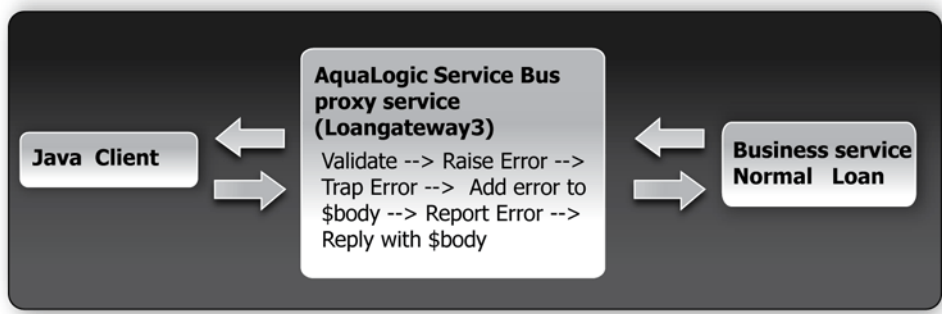 Java Client
AquaLogic Service Bus
proxy service
(Loangateway3)
Validate --> Raise Error -->
Trap Error --> Add error to
$body --> Report Error -->
Reply with $body
Business service
Normal Loan